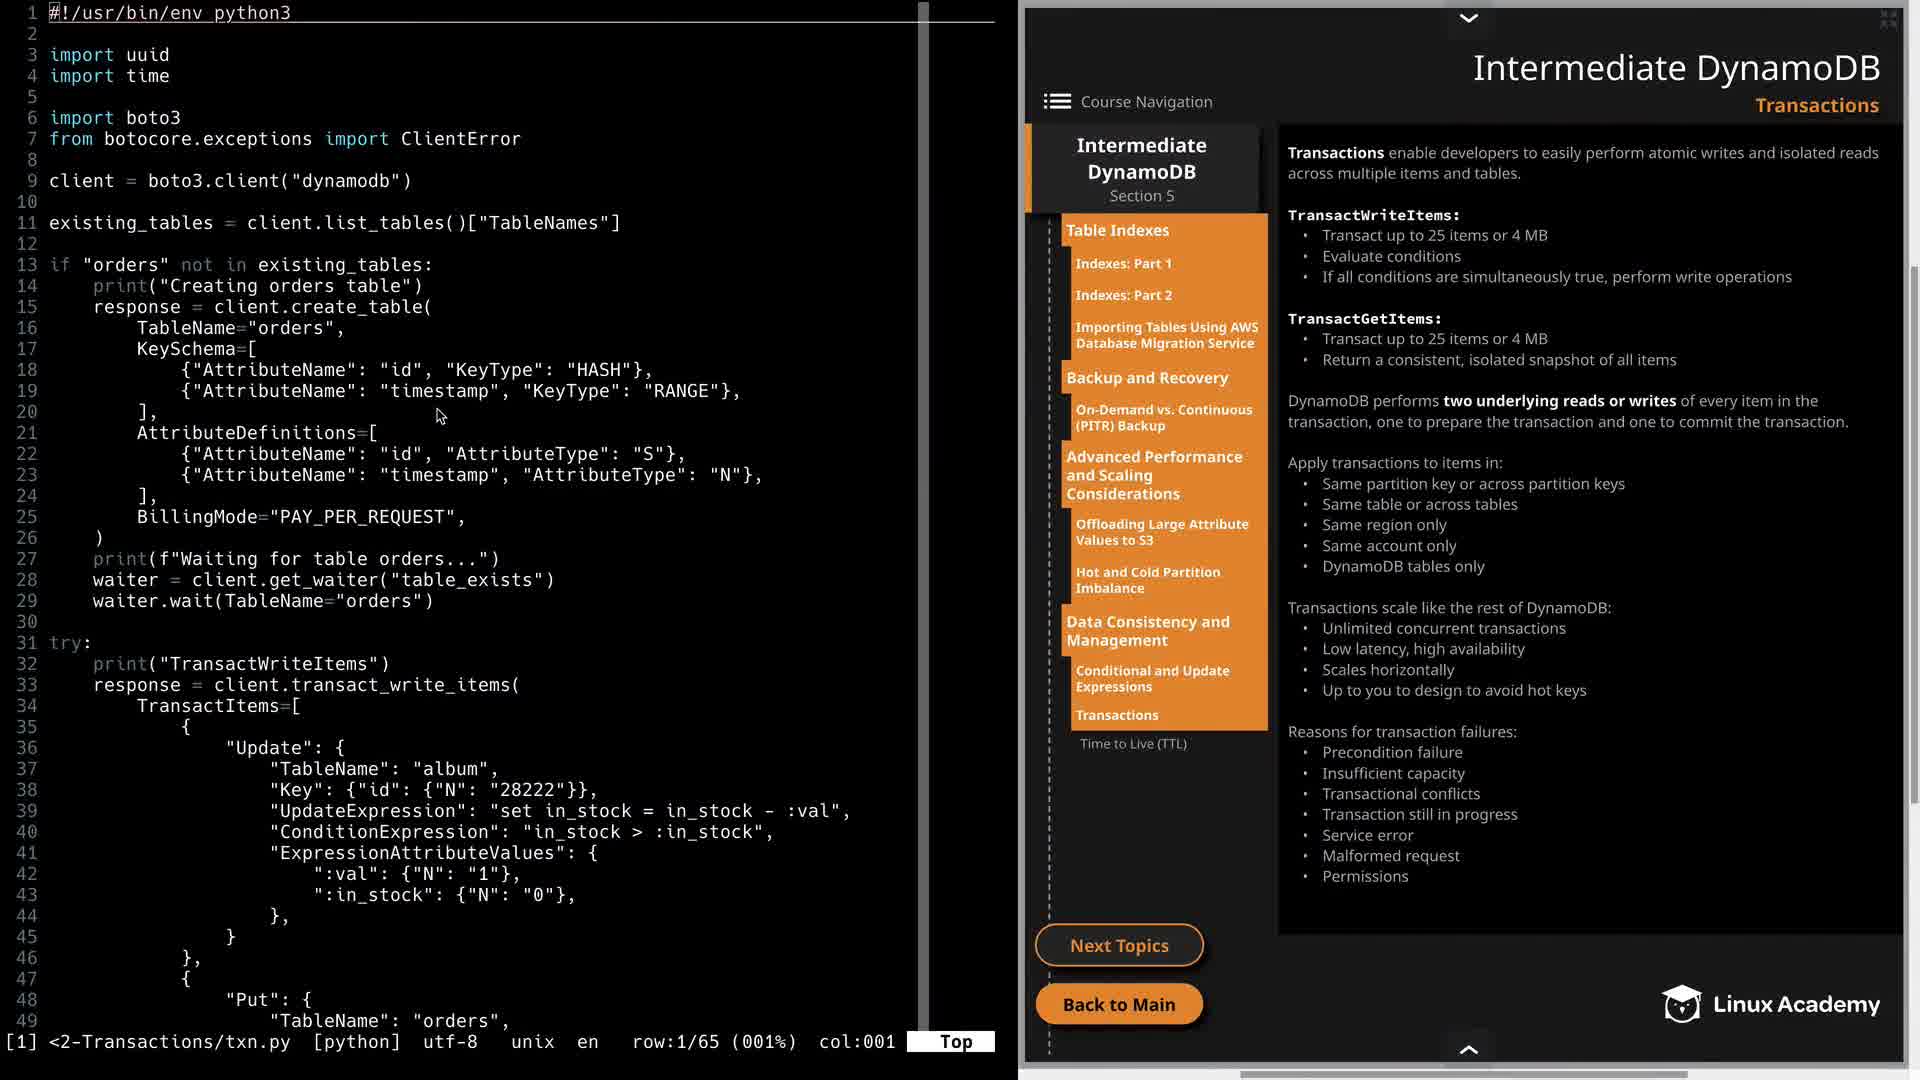 1 #!/usr/bin/env python3
2
3 import uuid
4 import time
5
6 import boto3
7 from botocore.exceptions import ClientError
8
9 client = boto3.client("dynamodb")
10
11 existing_tables = client.list_tables()["TableNames"]
12
13 if "orders" not in existing_tables:
14     print("Creating orders table")
15     response = client.create_table(
16         TableName="orders",
17         KeySchema=[
18             {"AttributeName": "id", "KeyType": "HASH"},
19             {"AttributeName": "timestamp", "KeyType": "RANGE"},
20         ],
21         AttributeDefinitions=[
22             {"AttributeName": "id", "AttributeType": "S"},
23             {"AttributeName": "timestamp", "AttributeType": "N"},
24         ],
25         BillingMode="PAY_PER_REQUEST",
26     )
27     print(f"Waiting for table orders...")
28     waiter = client.get_waiter("table_exists")
29     waiter.wait(TableName="orders")
30
31 try:
32     print("TransactWriteItems")
33     response = client.transact_write_items(
34         TransactItems=[
35             {
36                 "Update": {
37                     "TableName": "album",
38                     "Key": {"id": {"N": "28222"}},
39                     "UpdateExpression": "set in_stock = in_stock - :val",
40                     "ConditionExpression": "in_stock > :in_stock",
41                     "ExpressionAttributeValues": {
42                         ":val": {"N": "1"},
43                         ":in_stock": {"N": "0"},
44                     },
45                 }
46             },
47             {
48                 "Put": {
49                     "TableName": "orders",
[1] <2-Transactions/txn.py [python] utf-8 unix en row:1/65 (001%) col:001 Top
Intermediate DynamoDB
Transactions
Course Navigation
Intermediate
DynamoDB
Section 5
Table Indexes
Indexes: Part 1
Indexes: Part 2
Importing Tables Using AWS
Database Migration Service
Backup and Recovery
On-Demand vs. Continuous
(PITR) Backup
Advanced Performance
and Scaling
Considerations
Offloading Large Attribute
Values to S3
Hot and Cold Partition
Imbalance
Data Consistency and
Management
Conditional and Update
Expressions
Transactions
Time to Live (TTL)
Next Topics
Back to Main
Transactions enable developers to easily perform atomic writes and isolated reads
across multiple items and tables.
TransactWriteItems:
• Transact up to 25 items or 4 MB
• Evaluate conditions
• If all conditions are simultaneously true, perform write operations
TransactGetItems:
• Transact up to 25 items or 4 MB
• Return a consistent, isolated snapshot of all items
DynamoDB performs two underlying reads or writes of every item in the
transaction, one to prepare the transaction and one to commit the transaction.
Apply transactions to items in:
• Same partition key or across partition keys
• Same table or across tables
• Same region only
• Same account only
• DynamoDB tables only
Transactions scale like the rest of DynamoDB:
• Unlimited concurrent transactions
• Low latency, high availability
• Scales horizontally
• Up to you to design to avoid hot keys
Reasons for transaction failures:
• Precondition failure
• Insufficient capacity
• Transactional conflicts
• Transaction still in progress
• Service error
• Malformed request
• Permissions
Linux Academy